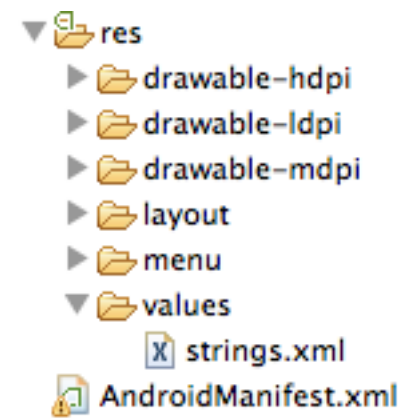 res
drawable-hdpi
drawable-ldpi
drawable-mdpi
layout
menu
values
strings.xml
AndroidManifest.xml